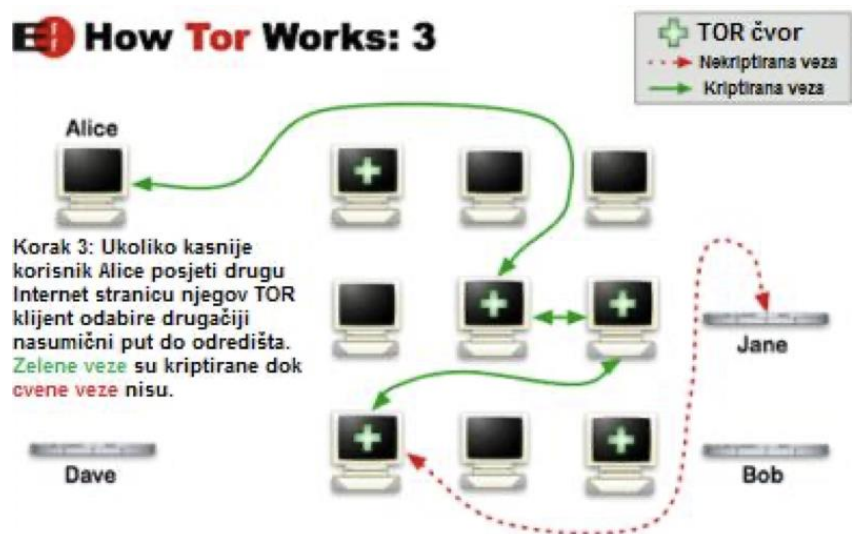 EFF How Tor Works: 3
TOR čvor
Nekriptirana veza
Kriptirana veza
Alice
Korak 3: Ukoliko kasnije
korisnik Alice posjeti drugu
Internet stranicu njegov TOR
klijent odabire drugačiji
nasumični put do odredišta.
Zelene veze su kriptirane dok
cvene veze nisu.
Jane
Dave
Bob